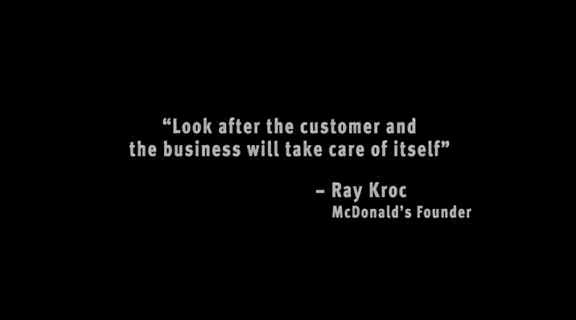 “Look after the customer and
the business will take care of itself”
– Ray Kroc
McDonald’s Founder